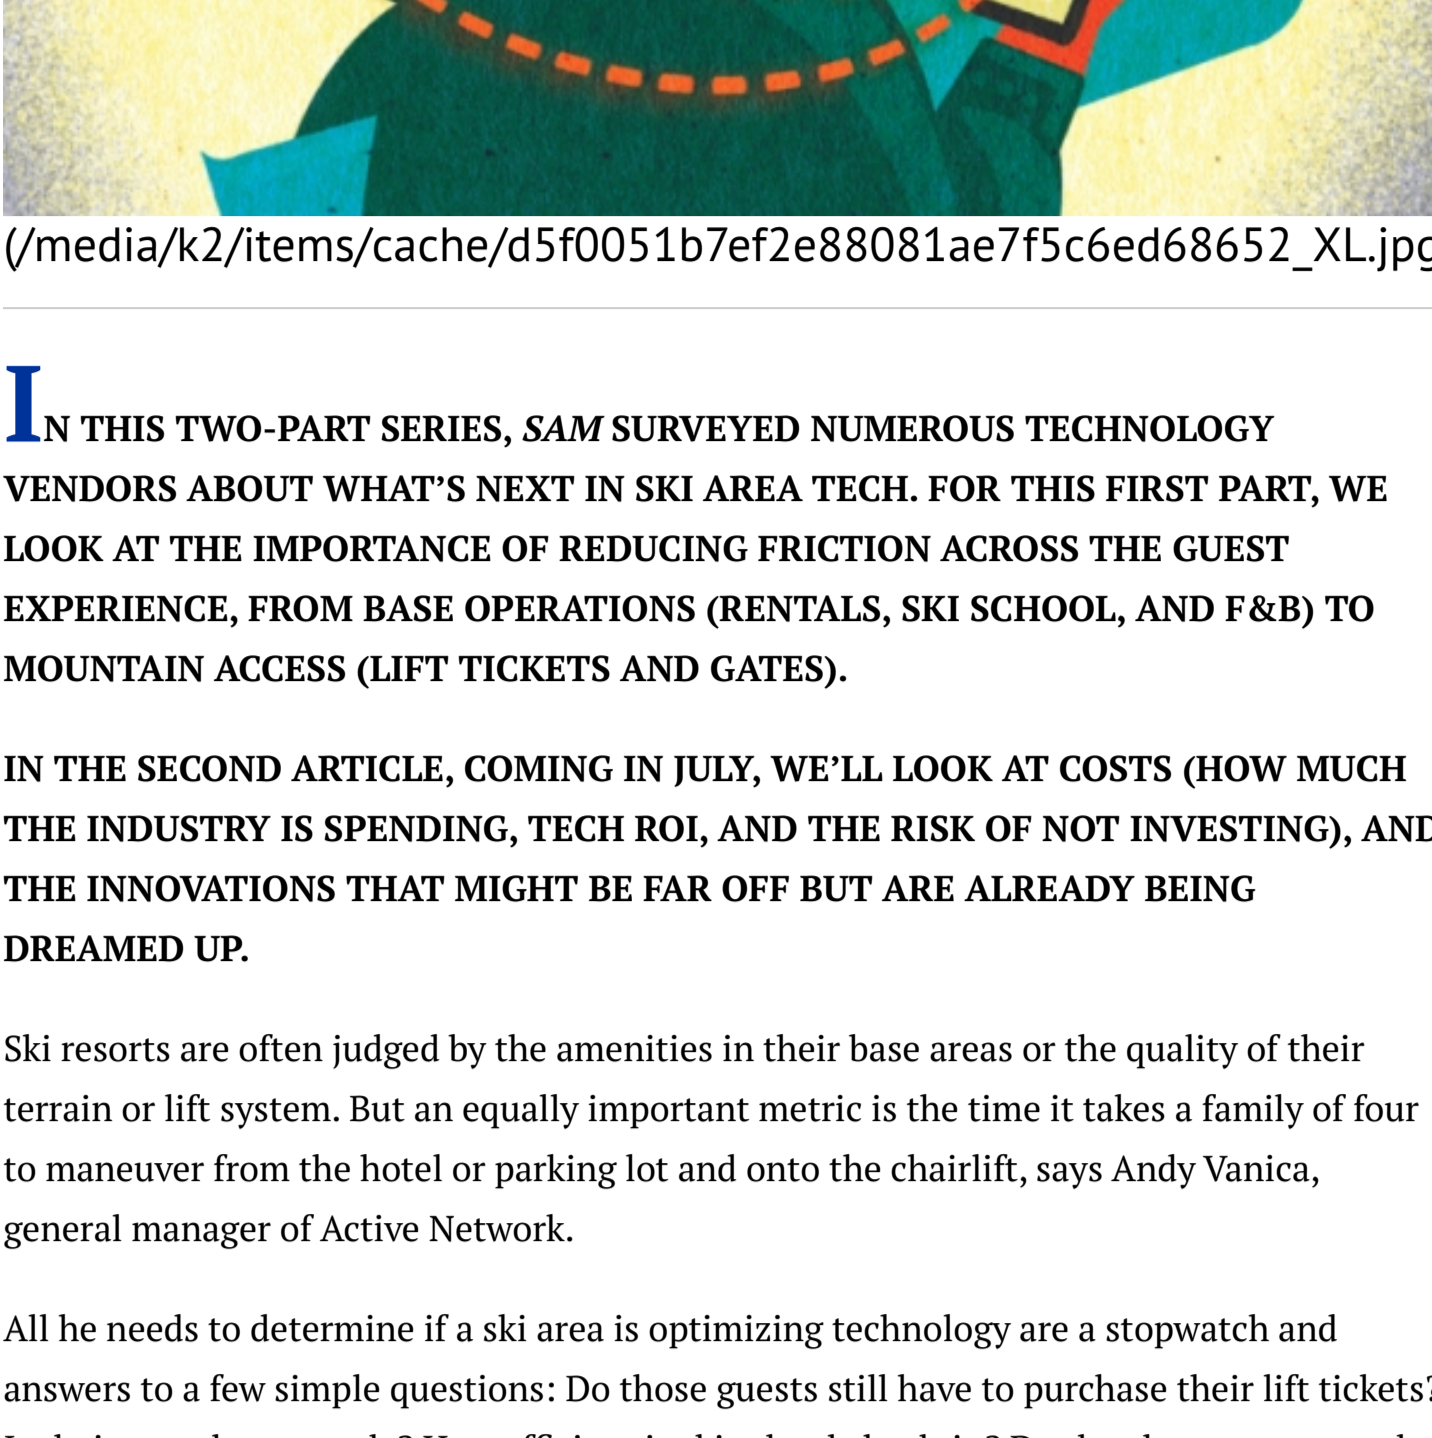 (/media/k2/items/cache/d5f0051b7ef2e88081ae7f5c6ed68652_XL.jpg
IN THIS TWO-PART SERIES, SAM SURVEYED NUMEROUS TECHNOLOGY
VENDORS ABOUT WHAT’S NEXT IN SKI AREA TECH. FOR THIS FIRST PART, WE
LOOK AT THE IMPORTANCE OF REDUCING FRICTION ACROSS THE GUEST
EXPERIENCE, FROM BASE OPERATIONS (RENTALS, SKI SCHOOL, AND F&B) TO
MOUNTAIN ACCESS (LIFT TICKETS AND GATES).
IN THE SECOND ARTICLE, COMING IN JULY, WE’LL LOOK AT COSTS (HOW MUCH
THE INDUSTRY IS SPENDING, TECH ROI, AND THE RISK OF NOT INVESTING), AND
THE INNOVATIONS THAT MIGHT BE FAR OFF BUT ARE ALREADY BEING
DREAMED UP.
Ski resorts are often judged by the amenities in their base areas or the quality of their
terrain or lift system. But an equally important metric is the time it takes a family of four
to maneuver from the hotel or parking lot and onto the chairlift, says Andy Vanica,
general manager of Active Network.
All he needs to determine if a ski area is optimizing technology are a stopwatch and
answers to a few simple questions: Do those guests still have to purchase their lift tickets?